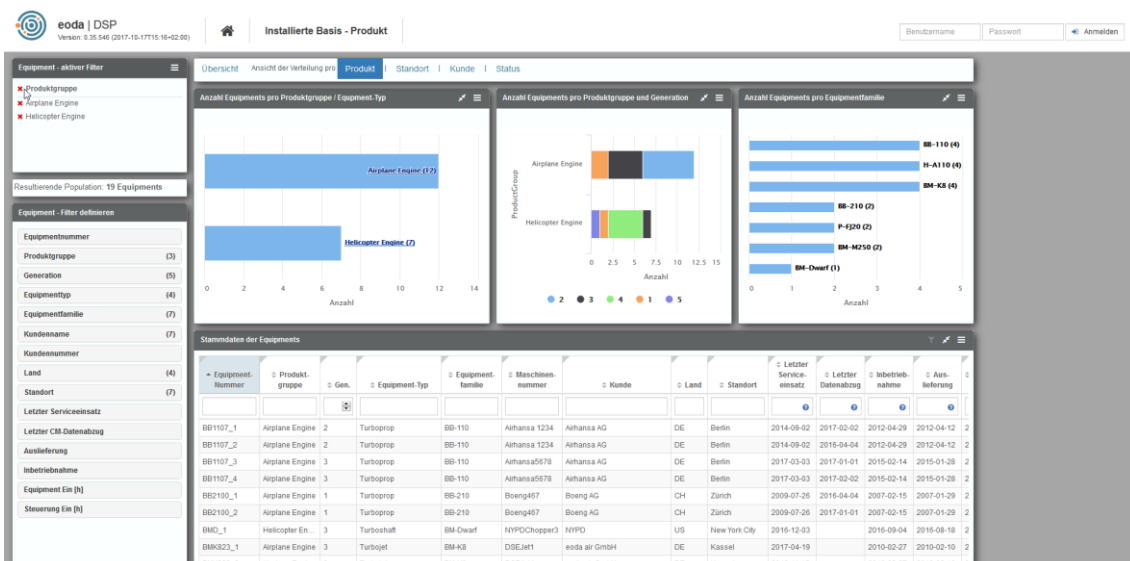 eoda | DSP
Version: 0.35.546 (2017-10-17T15:16+02:00)
Installierte Basis - Produkt
Benutzername
Passwort
Anmelden
Equipment - aktiver Filter
Produktgruppe
Airplane Engine
Helicopter Engine
Resultierende Population: 19 Equipments
Equipment - Filter definieren
Equipmentnummer
Produktgruppe (3)
Generation (5)
Equipmenttyp (4)
Equipmentfamilie (7)
Kundenname (7)
Kundennummer
Land (4)
Standort (7)
Letzter Serviceeinsatz
Letzter CM-Datenabzug
Auslieferung
Inbetriebnahme
Equipment Ein [h]
Steuerung Ein [h]
Übersicht Ansicht der Verteilung pro Produkt | Standort | Kunde | Status
Anzahl Equipments pro Produktgruppe / Equpment-Typ
Airplane Engine (12)
Helicopter Engine (7)
0 2 4 6 8 10 12 14
Anzahl
Anzahl Equipments pro Produktgruppe und Generation
ProductGroup
Airplane Engine
Helicopter Engine
0 2.5 5 7.5 10 12.5 15
Anzahl
2 3 4 1 5
Anzahl Equipments pro Equipmentfamilie
BB-110 (4)
H-A110 (4)
BM-K8 (4)
BB-210 (2)
P-FJ20 (2)
BM-M250 (2)
BM-Dwarf (1)
0 1 2 3 4 5
Anzahl
Stammdaten der Equipments
Equipment-Nummer Produkt-gruppe Gen. Equipment-Typ Equipment-familie Maschinen-nummer Kunde Land Standort Letzter Service-einsatz Letzter Datenabzug Inbetrieb-nahme Aus-lieferung
BB1107_1 Airplane Engine 2 Turboprop BB-110 Airhansa 1234 Airhansa AG DE Berlin 2014-09-02 2017-02-02 2012-04-29 2012-04-12 2
BB1107_2 Airplane Engine 2 Turboprop BB-110 Airhansa 1234 Airhansa AG DE Berlin 2014-09-02 2016-04-04 2012-04-29 2012-04-12 2
BB1107_3 Airplane Engine 3 Turboprop BB-110 Airhansa5678 Airhansa AG DE Berlin 2017-03-03 2017-01-01 2015-02-14 2015-01-28 2
BB1107_4 Airplane Engine 3 Turboprop BB-110 Airhansa5678 Airhansa AG DE Berlin 2017-03-03 2017-02-02 2015-02-14 2015-01-28 2
BB2100_1 Airplane Engine 1 Turboprop BB-210 Boeng467 Boeng AG CH Zürich 2009-07-26 2016-04-04 2007-02-15 2007-01-29 2
BB2100_2 Airplane Engine 1 Turboprop BB-210 Boeng467 Boeng AG CH Zürich 2009-07-26 2017-01-01 2007-02-15 2007-01-29 2
BMD_1 Helicopter En... 3 Turboshaft BM-Dwarf NYPDChopper3 NYPD US New York City 2016-12-03 2016-09-04 2016-08-18 2
BMK823_1 Airplane Engine 3 Turbojet BM-K8 DSEJet1 eoda air GmbH DE Kassel 2017-04-19 2010-02-27 2010-02-10 2